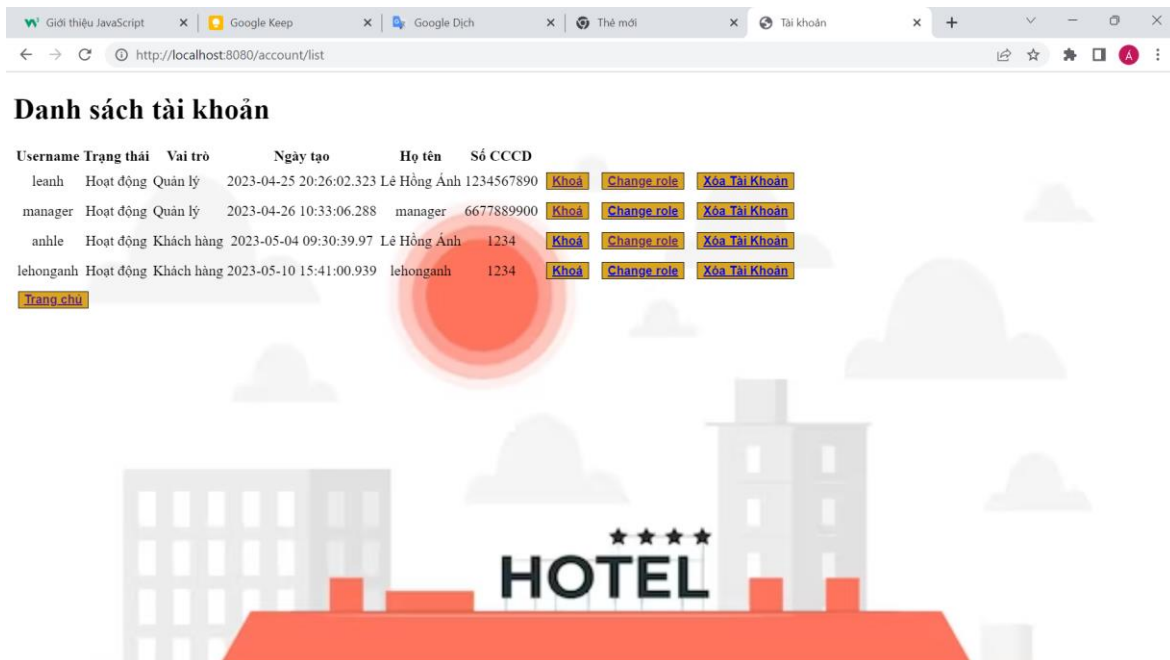 Giới thiệu JavaScript Google Keep Google Dịch Thẻ mới Tài khoản
http://localhost:8080/account/list
Danh sách tài khoản
Username Trạng thái Vai trò Ngày tạo Họ tên Số CCCD
leanh Hoạt động Quản lý 2023-04-25 20:26:02.323 Lê Hồng Ánh 1234567890 Khoá Change role Xóa Tài Khoản
manager Hoạt động Quản lý 2023-04-26 10:33:06.288 manager 6677889900 Khoá Change role Xóa Tài Khoản
anhle Hoạt động Khách hàng 2023-05-04 09:30:39.97 Lê Hồng Ánh 1234 Khoá Change role Xóa Tài Khoản
lehonganh Hoạt động Khách hàng 2023-05-10 15:41:00.939 lehonganh 1234 Khoá Change role Xóa Tài Khoản
Trang chủ
HOTEL